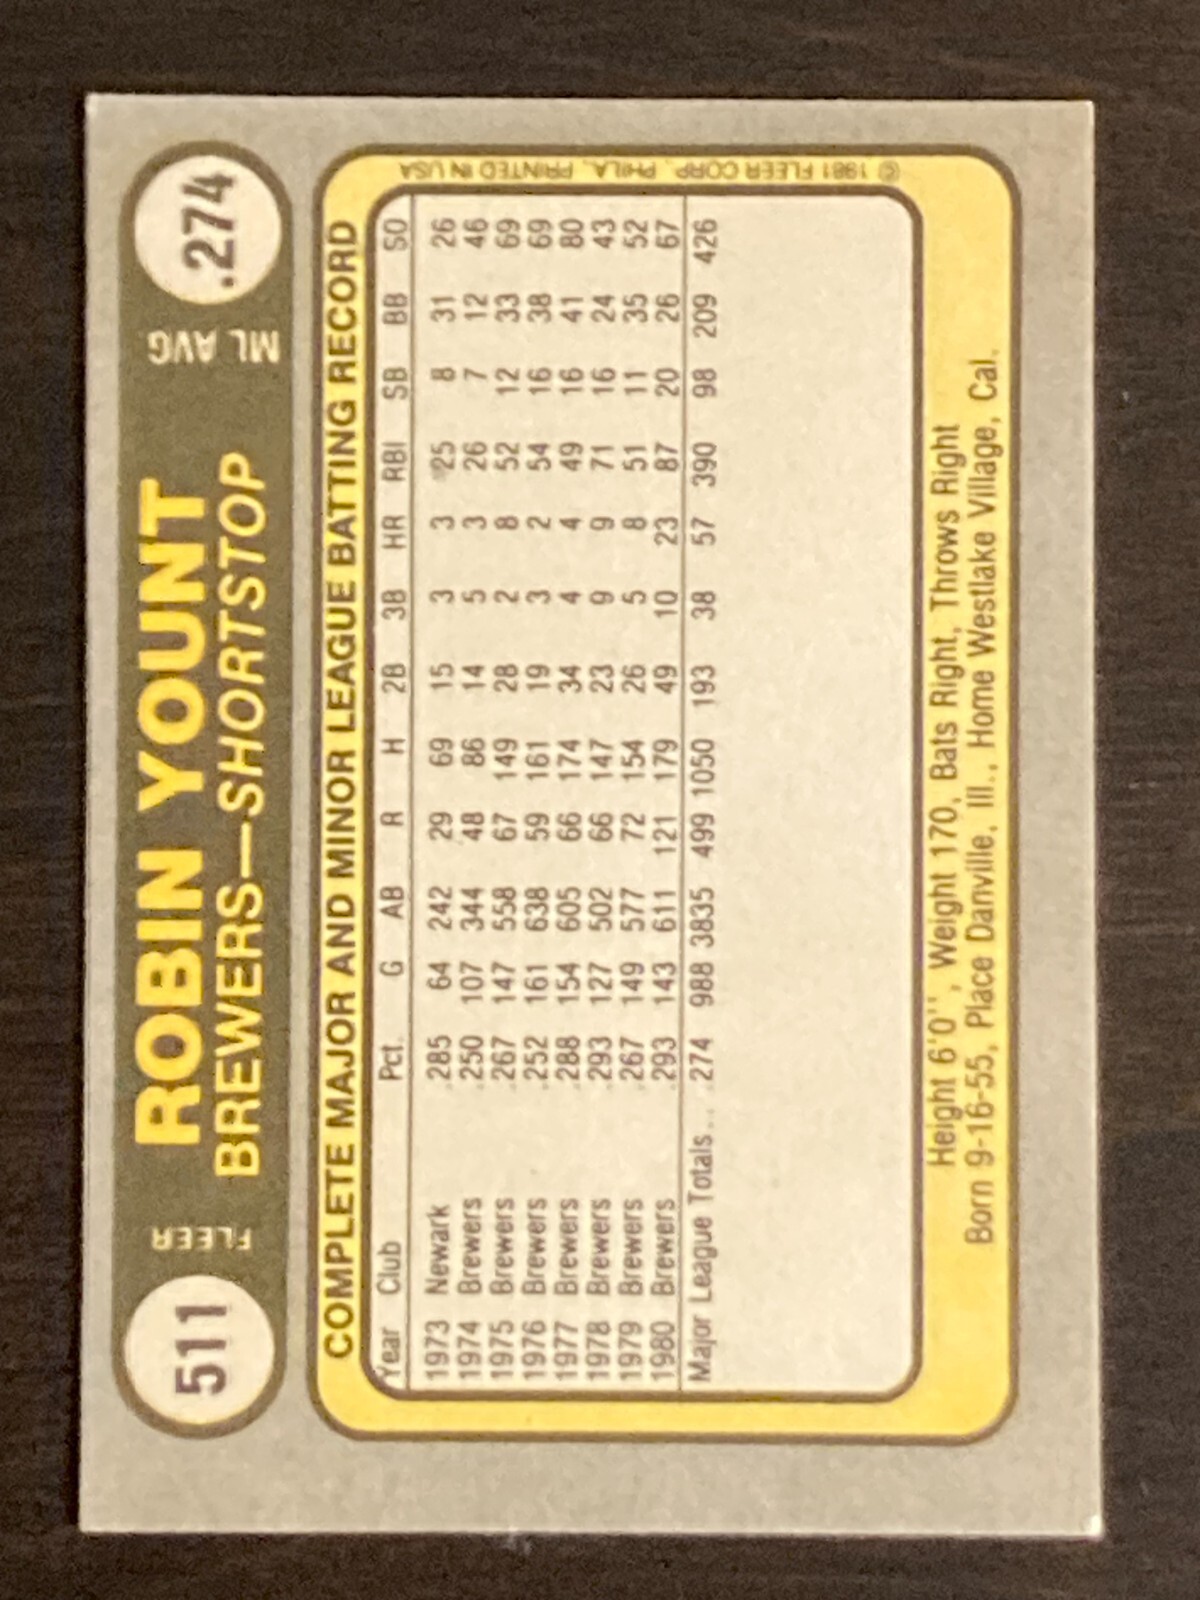 511
FLEER
ROBIN YOUNT
BREWERS—SHORTSTOP
ML AVG.
.274
COMPLETE MAJOR AND MINOR LEAGUE BATTING RECORD
Year Club Pct. G AB R H 2B 3B HR RBI SB BB SO
1973 Newark .285 64 242 29 69 15 3 3 25 8 31 26
1974 Brewers .250 107 344 48 86 14 5 3 26 7 12 46
1975 Brewers .267 147 558 67 149 28 2 8 52 12 33 69
1976 Brewers .252 161 638 59 161 19 3 2 54 16 38 69
1977 Brewers .288 154 605 66 174 34 4 4 49 16 41 80
1978 Brewers .293 127 502 66 147 23 9 9 71 16 24 43
1979 Brewers .267 149 577 72 154 26 5 8 51 11 35 52
1980 Brewers .293 143 611 121 179 49 10 23 87 20 26 67
Major League Totals... .274 988 3835 499 1050 193 38 57 390 98 209 426
Height 6'0'', Weight 170, Bats Right, Throws Right
Born 9-16-55, Place Danville, Ill., Home Westlake Village, Cal.
© 1981 FLEER CORP., PHILA., PRINTED IN USA